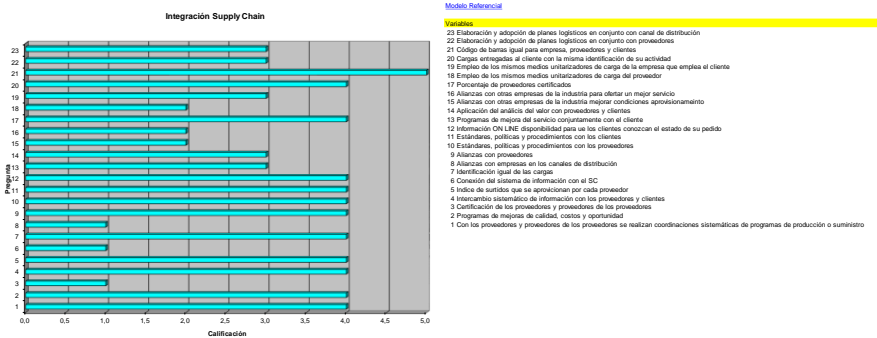 Integración Supply Chain
Pregunta
23
22
21
20
19
18
17
16
15
14
13
12
11
10
9
8
7
6
5
4
3
2
1
0,0 0,5 1,0 1,5 2,0 2,5 3,0 3,5 4,0 4,5 5,0
Calificación
Modelo Referencial
Variables
23 Elaboración y adopción de planes logísticos en conjunto con canal de distribución
22 Elaboración y adopción de planes logísticos en conjunto con proveedores
21 Código de barras igual para empresa, proveedores y clientes
20 Cargas entregadas al cliente con la misma identificación de su actividad
19 Empleo de los mismos medios unitarizadores de carga de la empresa que emplea el cliente
18 Empleo de los mismos medios unitarizadores de carga del proveedor
17 Porcentaje de proveedores certificados
16 Alianzas con otras empresas de la industria para ofertar un mejor servicio
15 Alianzas con otras empresas de la industria mejorar condiciones aprovisionameinto
14 Aplicación del análisis del valor con proveedores y clientes
13 Programas de mejora del servicio conjuntamente con el cliente
12 Información ON LINE disponibilidad para ue los clientes conozcan el estado de su pedido
11 Estándares, políticas y procedimientos con los clientes
10 Estándares, políticas y procedimientos con los proveedores
9 Alianzas con proveedores
8 Alianzas con empresas en los canales de distribución
7 Identificación igual de las cargas
6 Conexión del sistema de información con el SC
5 Indice de surtidos que se aprovicionan por cada proveedor
4 Intercambio sistemático de información con los proveedores y clientes
3 Certificación de los proveedores y proveedores de los proveedores
2 Programas de mejoras de calidad, costos y oportunidad
1 Con los proveedores y proveedores de los proveedores se realizan coordinaciones sistemáticas de programas de producción o suministro